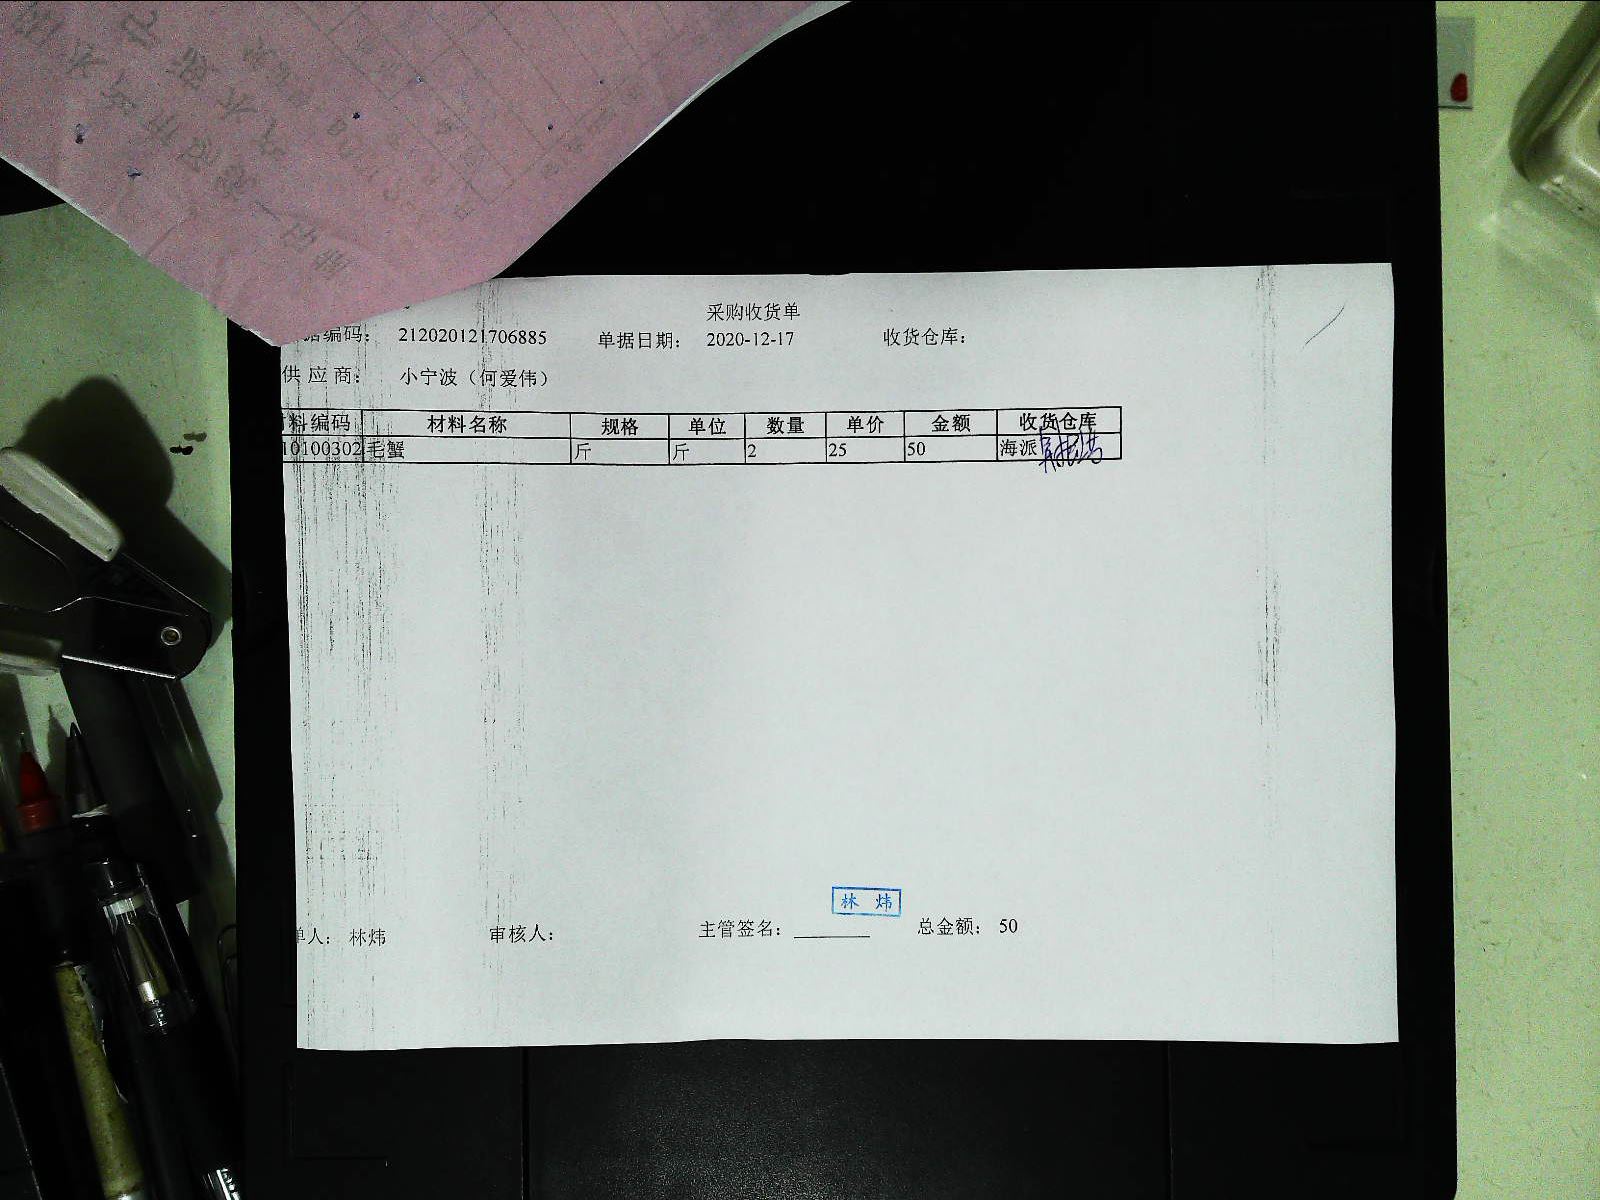 采购收货单
据编码： 212020121706885 单据日期： 2020-12-17 收货仓库：
供应商： 小宁波（何爱伟）
料编码 材料名称 规格 单位 数量 单价 金额 收货仓库
10100302 毛蟹 斤 斤 2 25 50 海派
林 炜
单人： 林炜 审核人： 主管签名： 总金额： 50